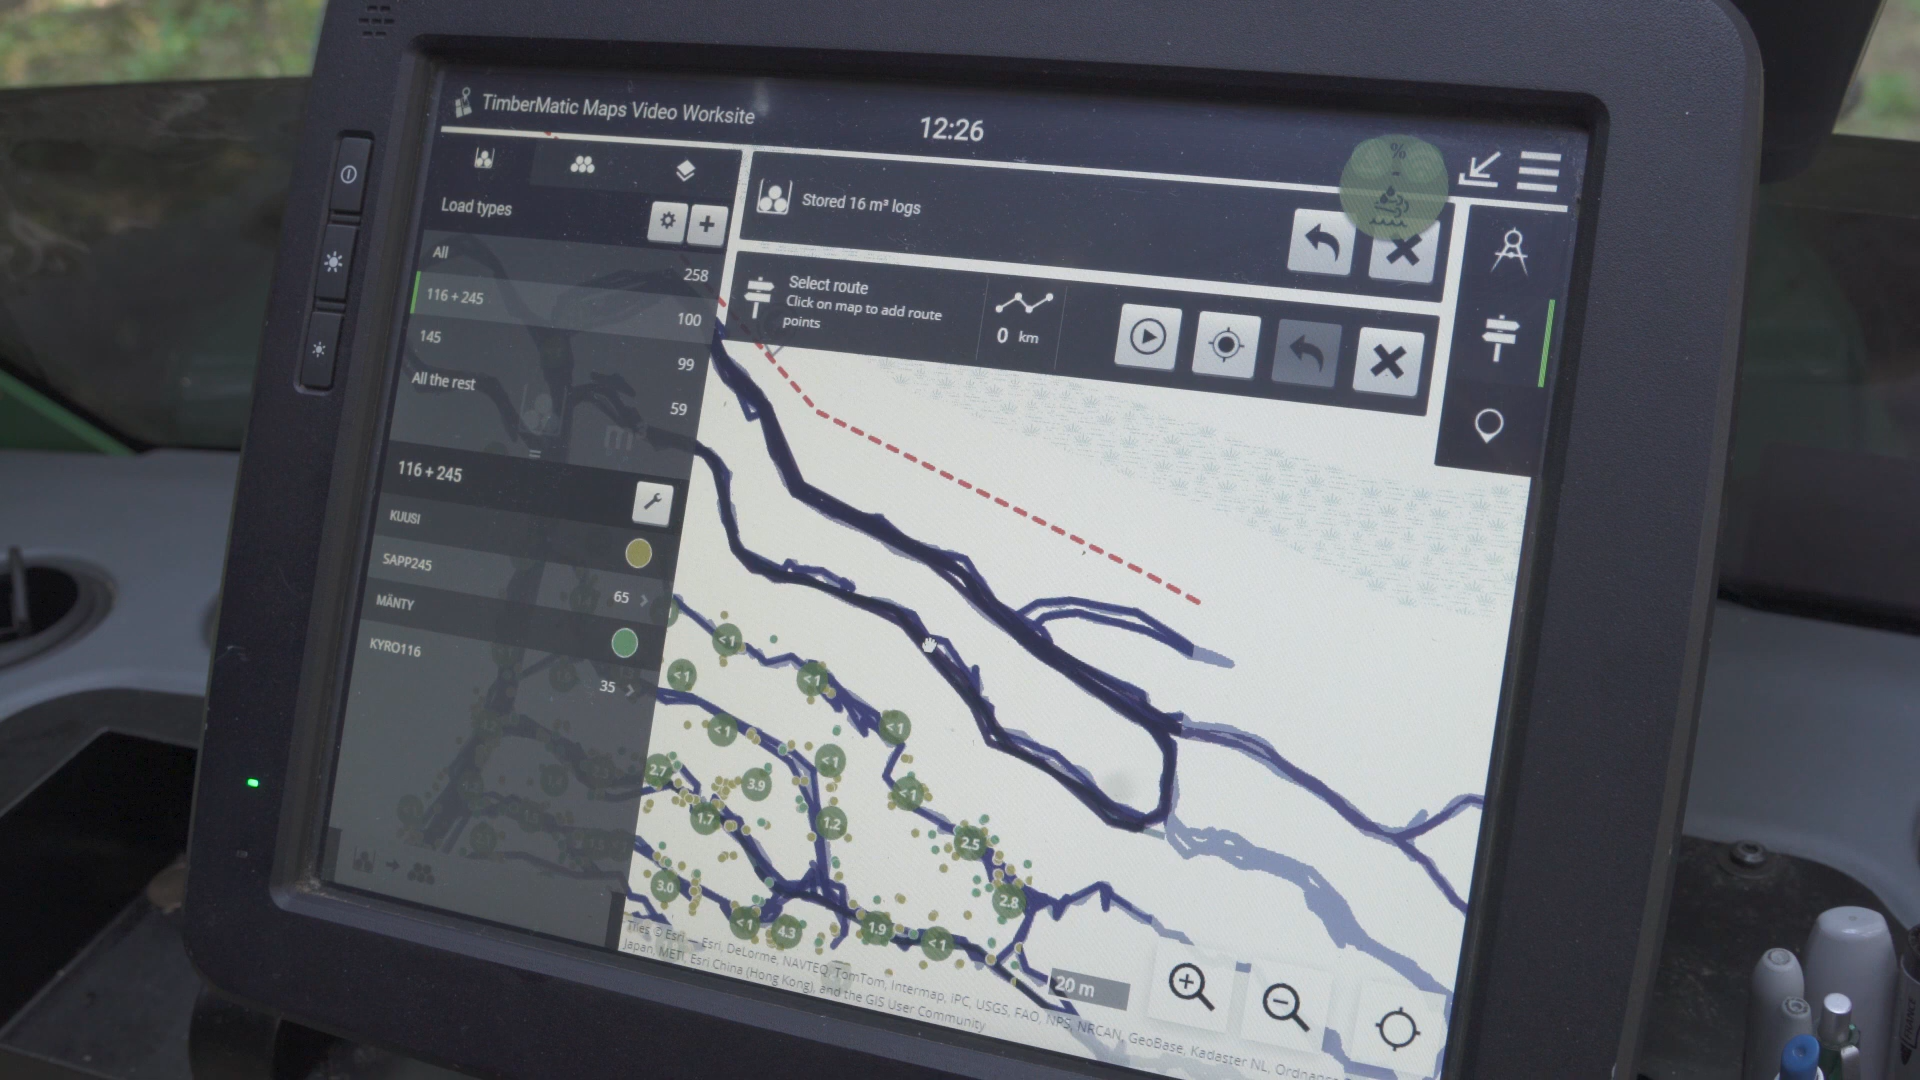 TimberMatic Maps Video Worksite
12:26
%
Load types
All
258
116 + 245
100
145
99
All the rest
59
116 + 245
KUUSI
SAPP245
65
MÄNTY
KYRO116
35
Stored 16 m³ logs
Select route
Click on map to add route
points
0 km
<1
<1
<1
<1
<1
<1
2.7
3.9
<1
1.7
1.2
2.5
3.0
2.8
<1
4.3
1.9
<1
20 m
Tiles © Esri — Esri, DeLorme, NAVTEQ, TomTom, Intermap, iPC, USGS, FAO, NPS, NRCAN, GeoBase, Kadaster NL, Ordnance
Japan, METI, Esri China (Hong Kong), and the GIS User Community